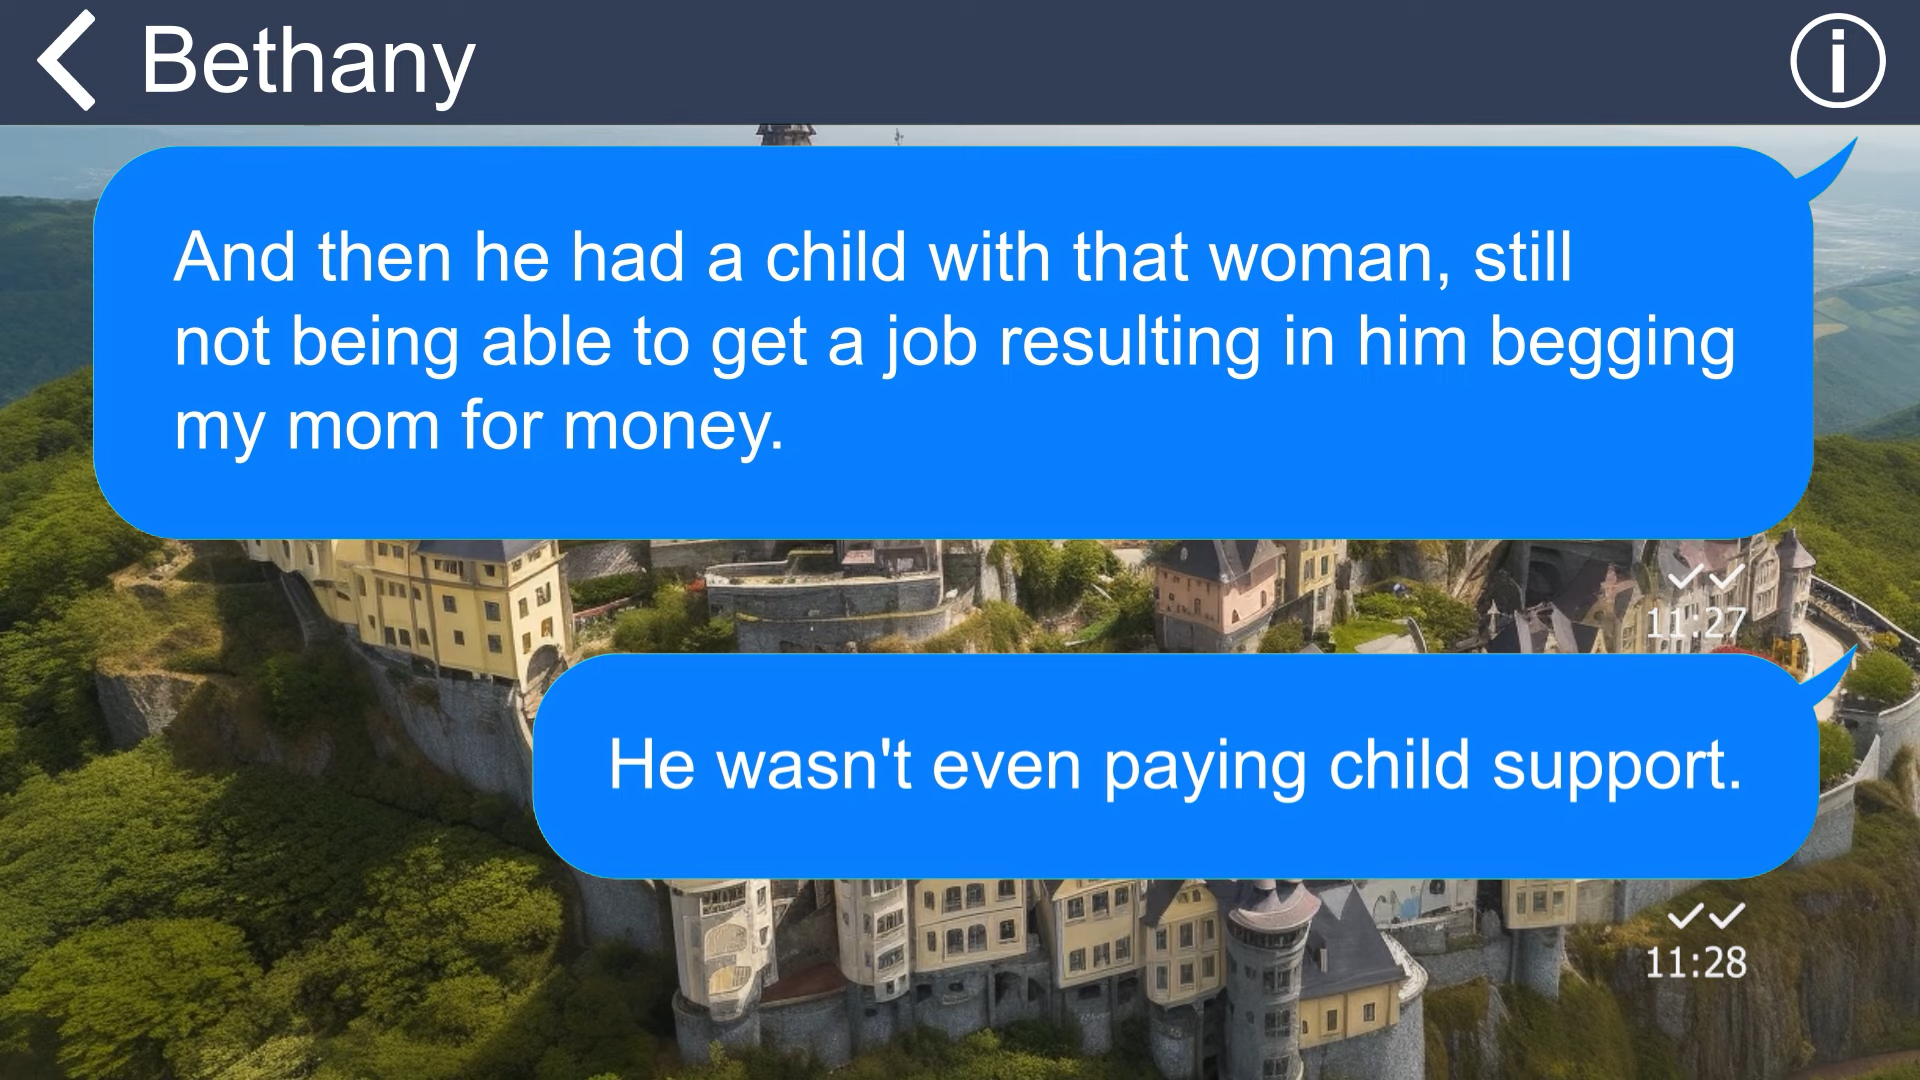 Bethany
And then he had a child with that woman, still
not being able to get a job resulting in him begging
my mom for money.
11:27
He wasn't even paying child support.
11:28